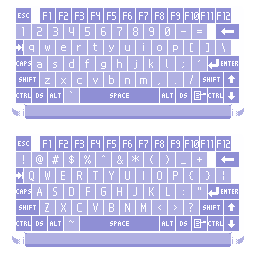 ESC F1 F2 F3 F4 F5 F6 F7 F8 F9 F10 F11 F12
1 2 3 4 5 6 7 8 9 0 - =
q w e r t y u i o p [ ] \
CAPS a s d f g h j k l ; ' ENTER
SHIFT z x c v b n m , . / SHIFT
CTRL DS ALT ` SPACE ALT DS CTRL
ESC F1 F2 F3 F4 F5 F6 F7 F8 F9 F10 F11 F12
! @ # $ % ^ & * ( ) _ +
Q W E R T Y U I O P { } |
CAPS A S D F G H J K L : " ENTER
SHIFT Z X C V B N M < > ? SHIFT
CTRL DS ALT ~ SPACE ALT DS CTRL